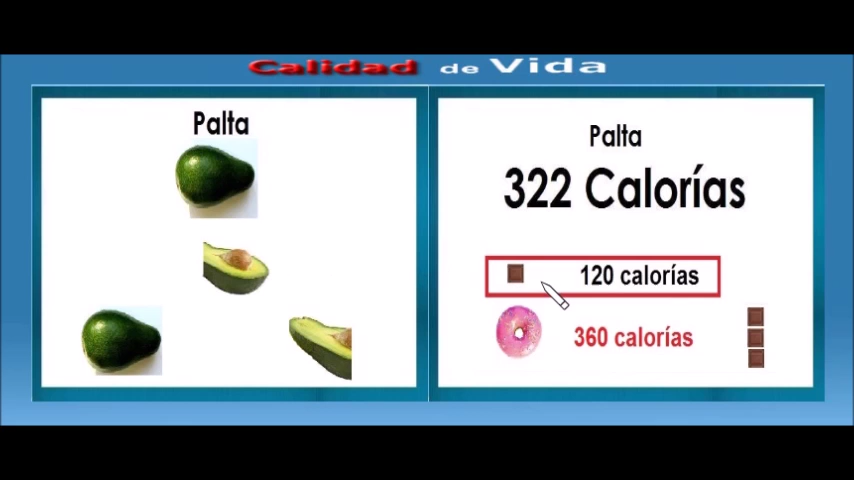 Calidad de Vida
Palta
Palta
322 Calorías
120 calorías
360 calorías